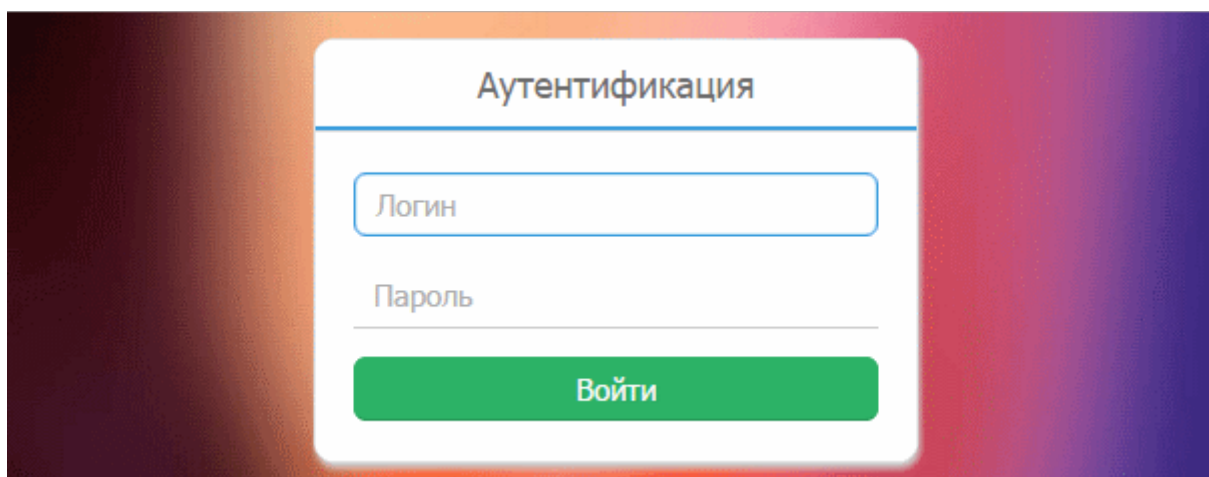 Аутентификация
Логин
Пароль
Войти